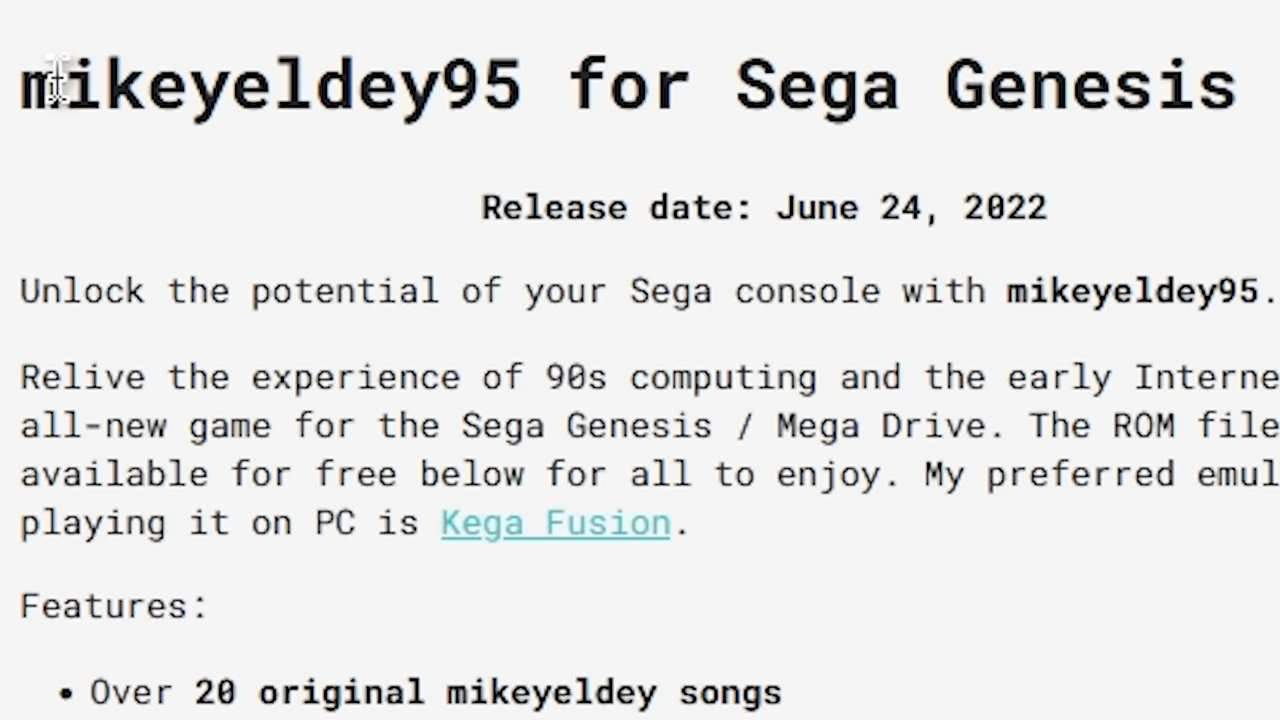 mikeyeldey95 for Sega Genesis
Release date: June 24, 2022
Unlock the potential of your Sega console with mikeyeldey95.
Relive the experience of 90s computing and the early Interne
all-new game for the Sega Genesis / Mega Drive. The ROM file
available for free below for all to enjoy. My preferred emul
playing it on PC is Kega Fusion.
Features:
• Over 20 original mikeyeldey songs